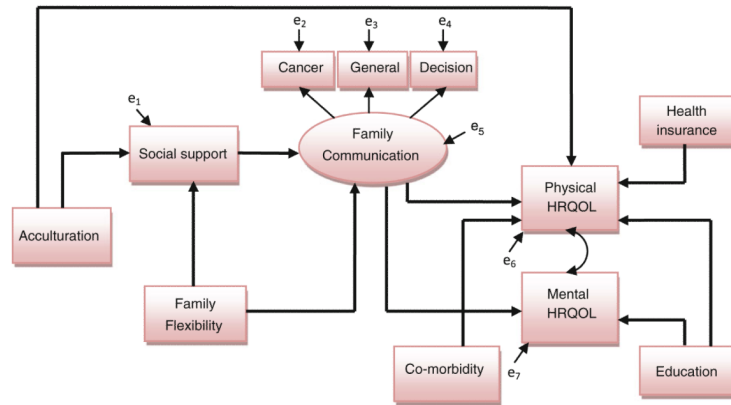 e2
e3
e4
Cancer
General
Decision
e1
Social support
Family
Communication
e5
Health
insurance
Physical
HRQOL
Acculturation
e6
Family
Flexibility
Mental
HRQOL
e7
Co-morbidity
Education